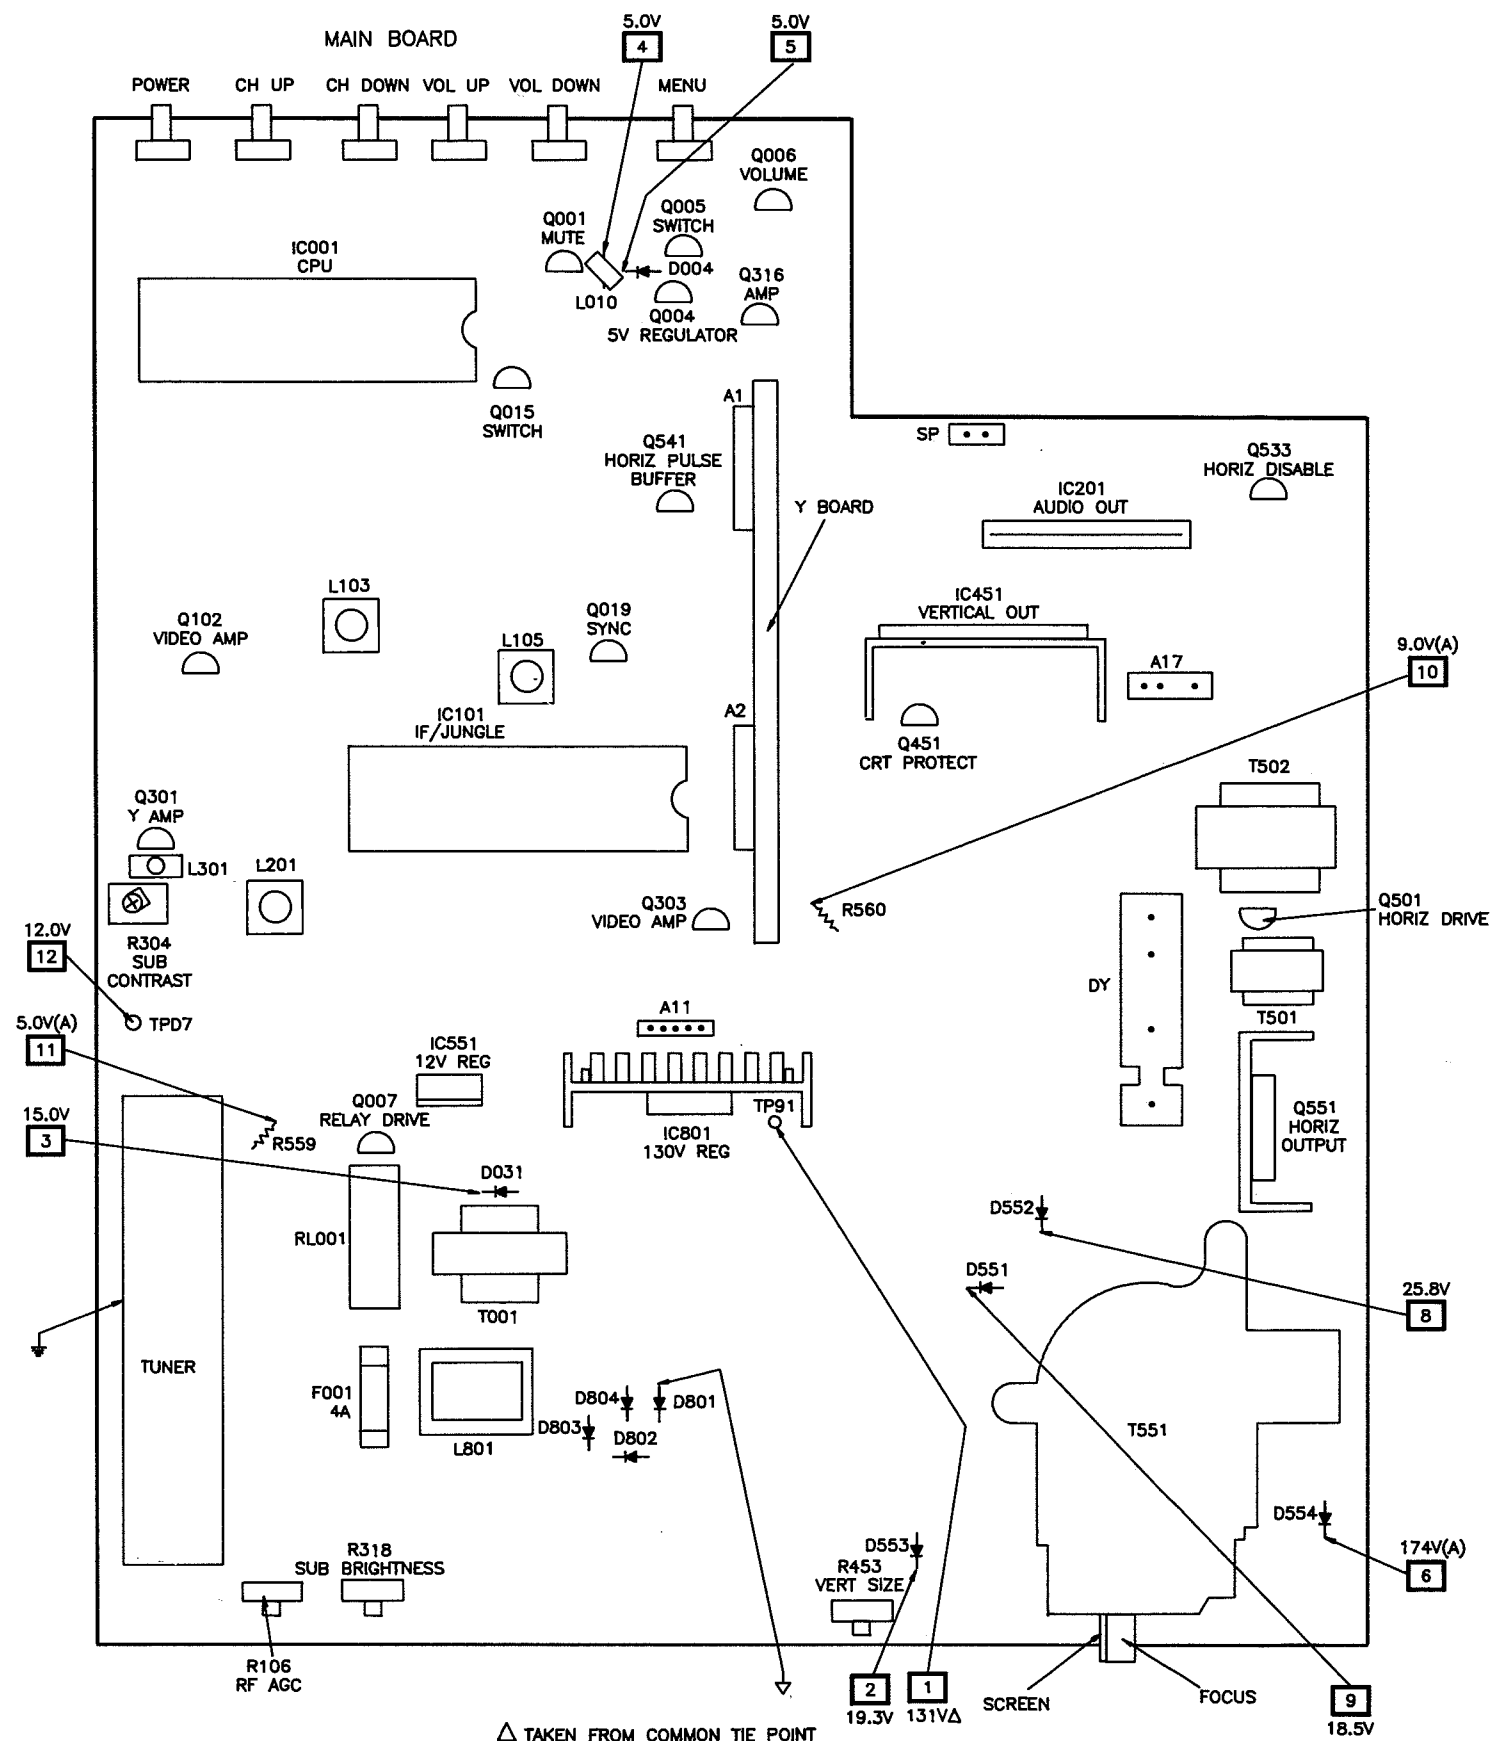 5.0V
4
5.0V
5
MAIN BOARD
POWER
CH UP
CH DOWN
VOL UP
VOL DOWN
MENU
Q006
VOLUME
Q001
MUTE
Q005
SWITCH
IC001
CPU
D004
L010
Q004
5V REGULATOR
Q316
AMP
Q015
SWITCH
A1
SP
Q541
HORIZ PULSE
BUFFER
Q533
HORIZ DISABLE
Y BOARD
IC201
AUDIO OUT
L103
Q102
VIDEO AMP
L105
Q019
SYNC
IC451
VERTICAL OUT
A17
9.0V(A)
10
A2
IC101
IF/JUNGLE
Q451
CRT PROTECT
T502
Q301
Y AMP
L301
L201
Q303
VIDEO AMP
R560
Q501
HORIZ DRIVE
R304
SUB
CONTRAST
12.0V
12
DY
T501
TPD7
A11
5.0V(A)
11
IC551
12V REG
Q007
RELAY DRIVE
TP91
IC801
130V REG
Q551
HORIZ
OUTPUT
15.0V
3
R559
D031
RL001
T001
D552
D551
25.8V
8
TUNER
F001
4A
L801
D804
D801
D803
D802
T551
D554
174V(A)
6
D553
R453
VERT SIZE
R318
SUB BRIGHTNESS
R106
RF AGC
2
19.3V
1
131V△
SCREEN
FOCUS
9
18.5V
△ TAKEN FROM COMMON TIE POINT